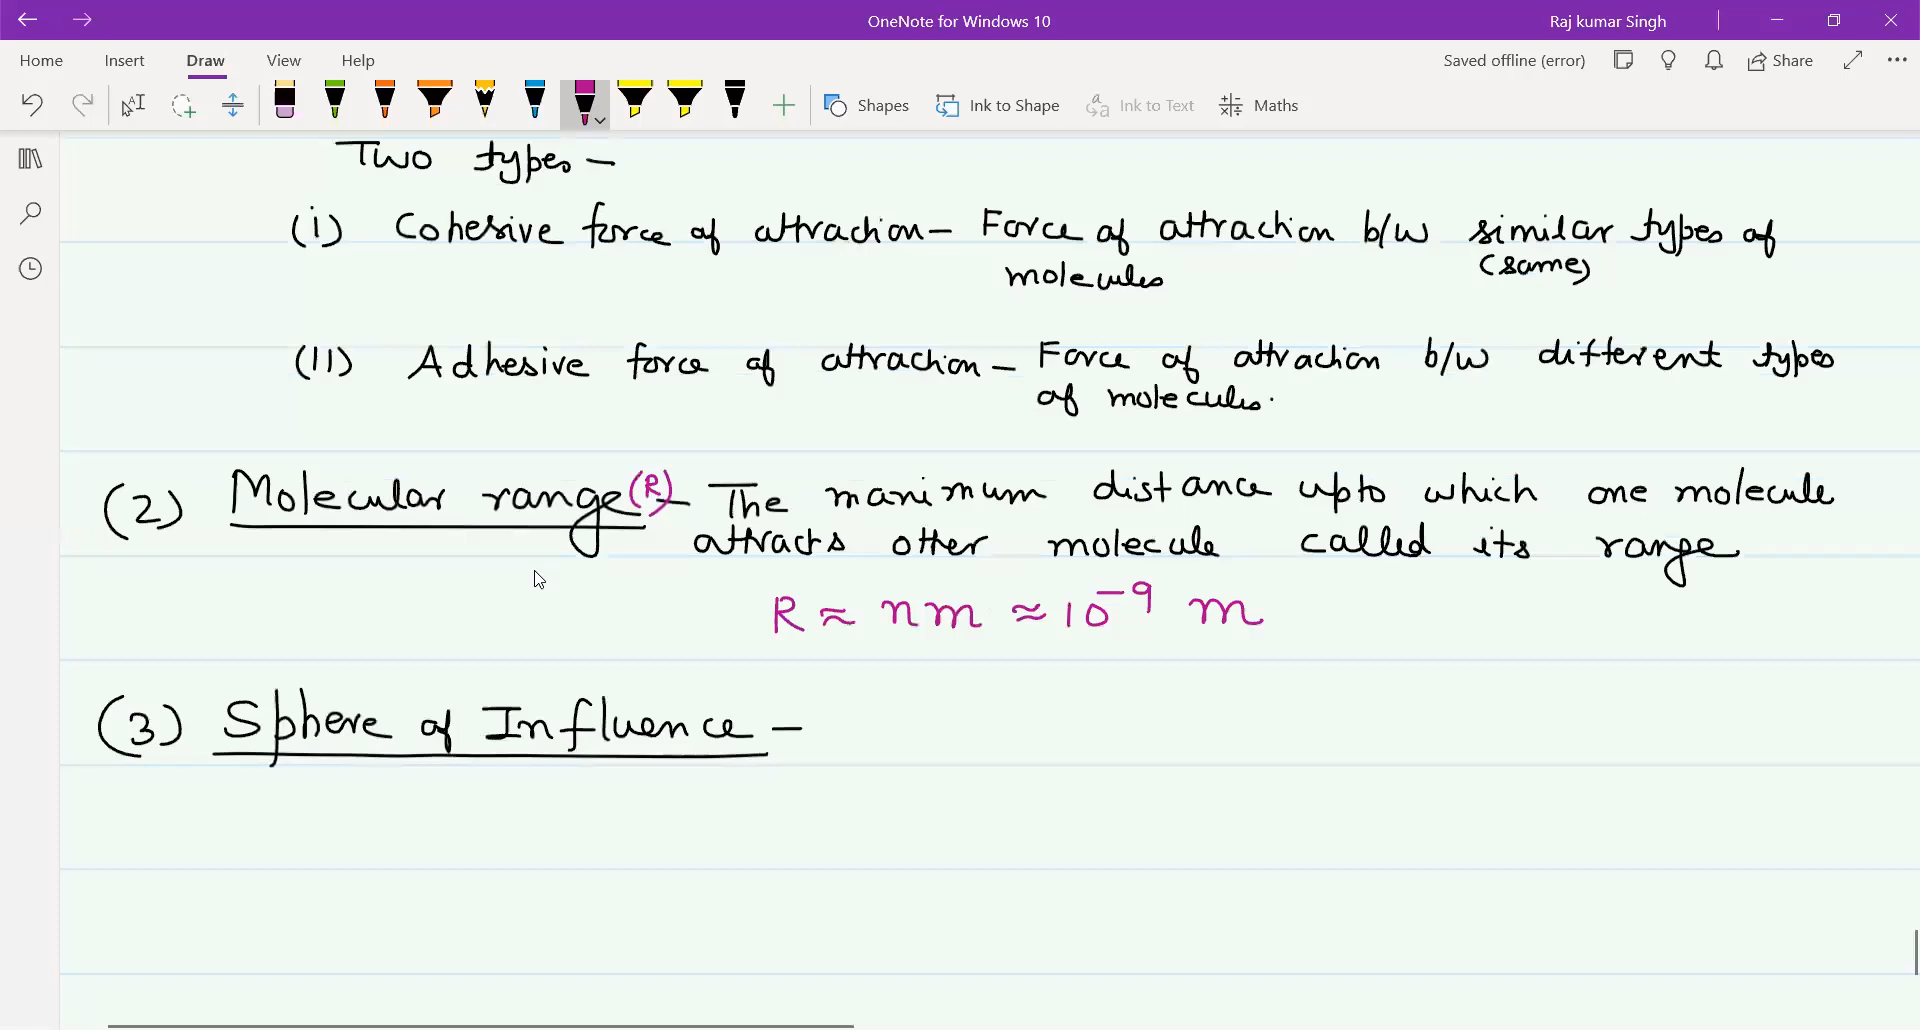 OneNote for Windows 10
Raj kumar Singh
Home Insert Draw View Help
Saved offline (error) Share
Shapes Ink to Shape Ink to Text Maths
Two types –
(i) Cohesive force of attraction – Force of attraction b/w similar types of
(same)
molecules
(II) Adhesive force of attraction – Force of attraction b/w different types
of molecules.
(2) Molecular range (R) – The maximum distance upto which one molecule
attracts other molecule called its range
R ≈ nm ≈ 10⁻⁹ m
(3) Sphere of Influence –